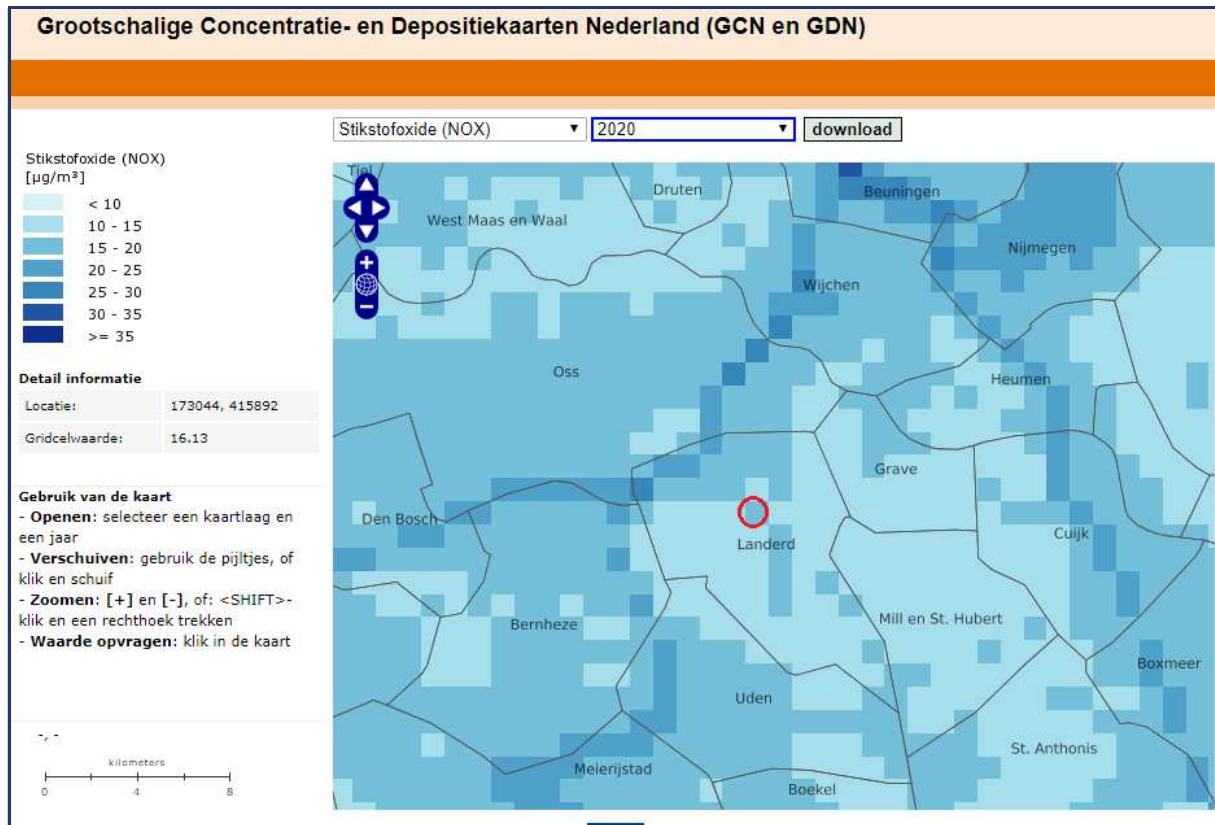 Grootschalige Concentratie- en Depositiekaarten Nederland (GCN en GDN)
Stikstofoxide (NOX) 2020 download
Stikstofoxide (NOX)
[µg/m³]
< 10
10 - 15
15 - 20
20 - 25
25 - 30
30 - 35
>= 35
Detail informatie
Locatie: 173044, 415892
Gridcelwaarde: 16.13
Gebruik van de kaart
- Openen: selecteer een kaartlaag en
een jaar
- Verschuiven: gebruik de pijltjes, of
klik en schuif
- Zoomen: [+] en [-], of: <SHIFT>-
klik en een rechthoek trekken
- Waarde opvragen: klik in de kaart
-, -
kilometers
0 4 8
Tiel
Druten
Beuningen
West Maas en Waal
Nijmegen
Wijchen
Oss
Heumen
Grave
Den Bosch
Cuijk
Landerd
Bernheze
Mill en St. Hubert
Boxmeer
Uden
St. Anthonis
Meierijstad
Boekel